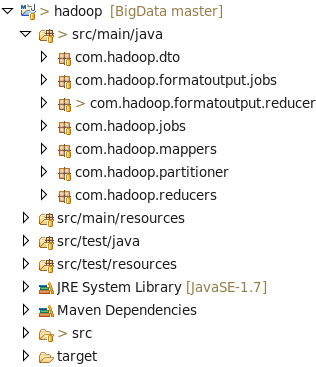 > hadoop [BigData master]
> src/main/java
com.hadoop.dto
com.hadoop.formatoutput.jobs
> com.hadoop.formatoutput.reducer
com.hadoop.jobs
com.hadoop.mappers
com.hadoop.partitioner
com.hadoop.reducers
src/main/resources
src/test/java
src/test/resources
JRE System Library [JavaSE-1.7]
Maven Dependencies
> src
target